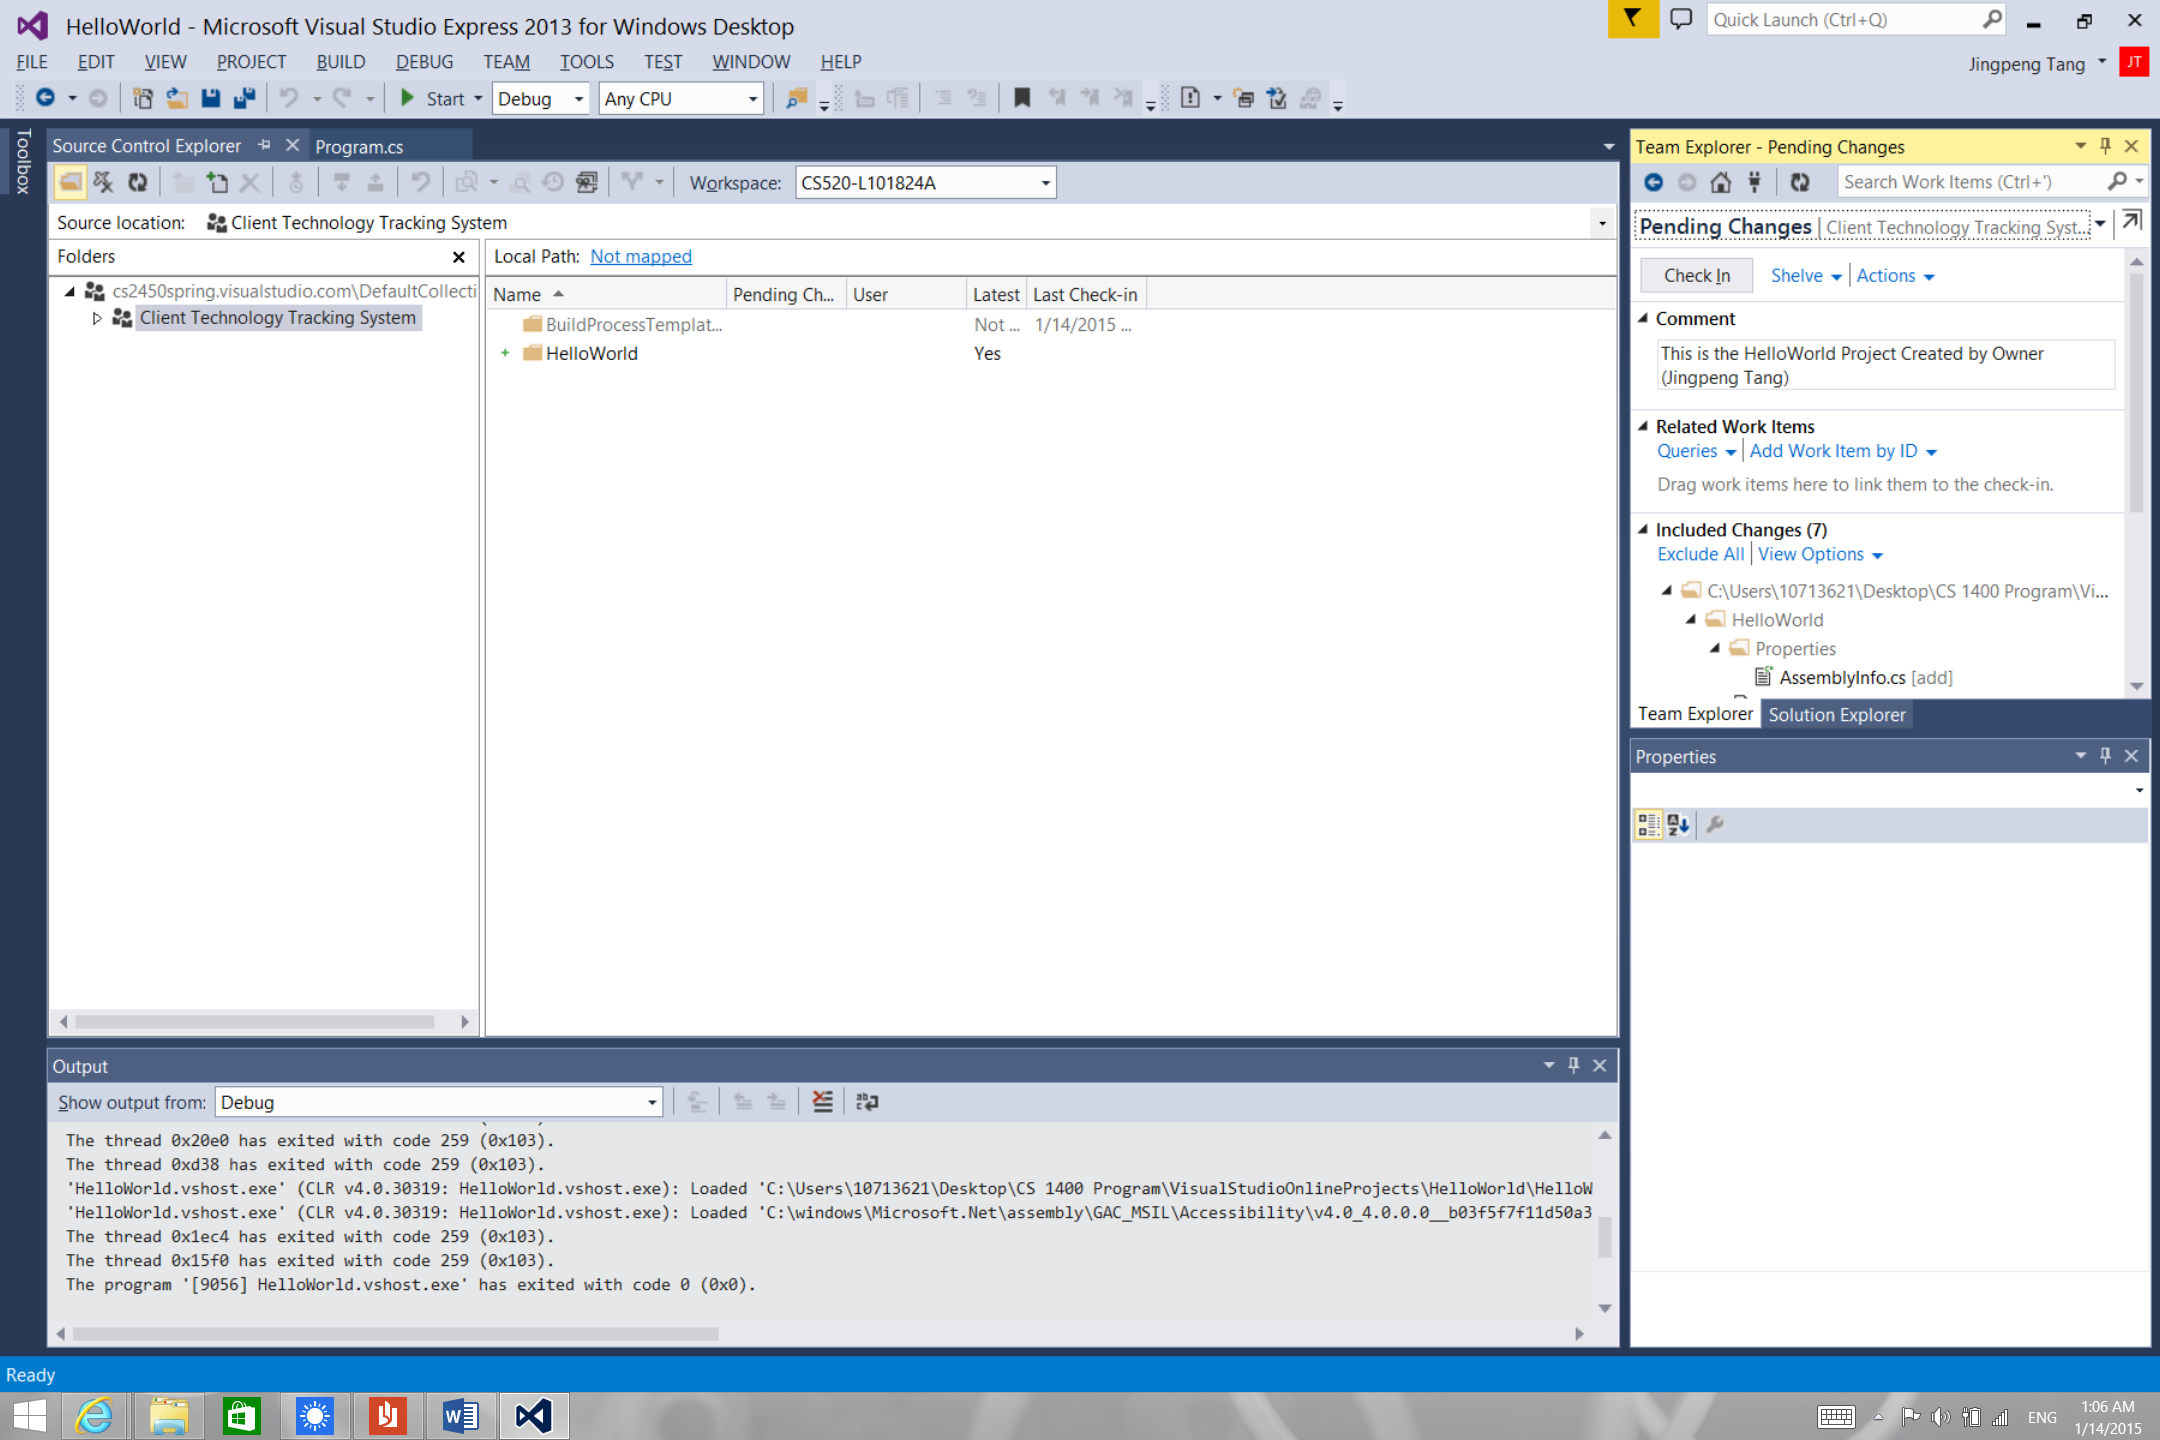 HelloWorld - Microsoft Visual Studio Express 2013 for Windows Desktop
Quick Launch (Ctrl+Q)
FILE EDIT VIEW PROJECT BUILD DEBUG TEAM TOOLS TEST WINDOW HELP
Jingpeng Tang JT
Start Debug Any CPU
Toolbox
Source Control Explorer Program.cs
Workspace: CS520-L101824A
Source location: Client Technology Tracking System
Folders
Local Path: Not mapped
cs2450spring.visualstudio.com\DefaultCollecti
Client Technology Tracking System
Name Pending Ch... User Latest Last Check-in
BuildProcessTemplat... Not ... 1/14/2015 ...
+ HelloWorld Yes
Team Explorer - Pending Changes
Search Work Items (Ctrl+')
Pending Changes | Client Technology Tracking Syst...
Check In Shelve Actions
Comment
This is the HelloWorld Project Created by Owner
(Jingpeng Tang)
Related Work Items
Queries Add Work Item by ID
Drag work items here to link them to the check-in.
Included Changes (7)
Exclude All View Options
C:\Users\10713621\Desktop\CS 1400 Program\Vi...
HelloWorld
Properties
AssemblyInfo.cs [add]
Team Explorer Solution Explorer
Properties
Output
Show output from: Debug
The thread 0x20e0 has exited with code 259 (0x103).
The thread 0xd38 has exited with code 259 (0x103).
'HelloWorld.vshost.exe' (CLR v4.0.30319: HelloWorld.vshost.exe): Loaded 'C:\Users\10713621\Desktop\CS 1400 Program\VisualStudioOnlineProjects\HelloWorld\HelloW
'HelloWorld.vshost.exe' (CLR v4.0.30319: HelloWorld.vshost.exe): Loaded 'C:\windows\Microsoft.Net\assembly\GAC_MSIL\Accessibility\v4.0_4.0.0.0__b03f5f7f11d50a3
The thread 0x1ec4 has exited with code 259 (0x103).
The thread 0x15f0 has exited with code 259 (0x103).
The program '[9056] HelloWorld.vshost.exe' has exited with code 0 (0x0).
Ready
ENG
1:06 AM
1/14/2015